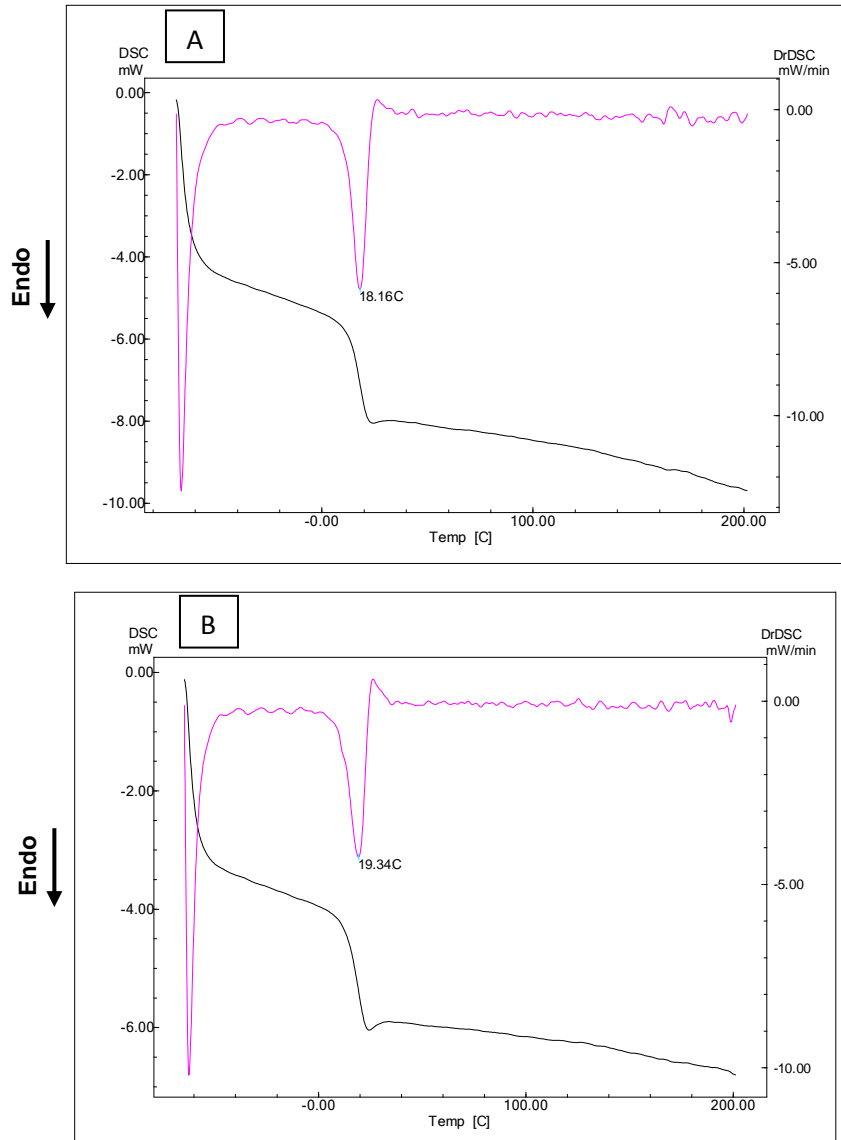 A
DSC
mW
DrDSC
mW/min
0.00
-2.00
-4.00
-6.00
-8.00
-10.00
0.00
-5.00
-10.00
18.16C
-0.00
100.00
200.00
Temp [C]
Endo
B
DSC
mW
DrDSC
mW/min
0.00
-2.00
-4.00
-6.00
0.00
-5.00
-10.00
19.34C
-0.00
100.00
200.00
Temp [C]
Endo